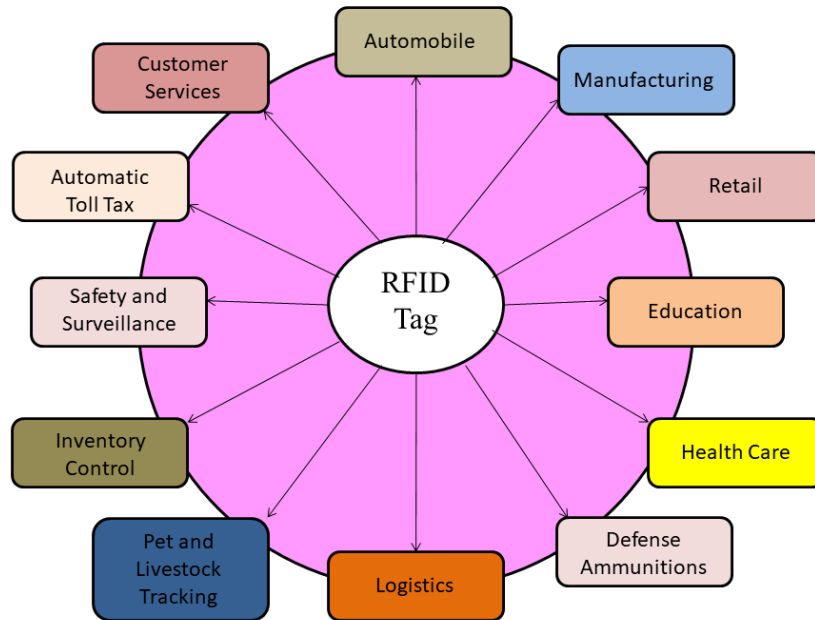 Automobile
Customer
Services
Manufacturing
Automatic
Toll Tax
Retail
RFID
Tag
Safety and
Surveillance
Education
Inventory
Control
Health Care
Pet and
Livestock
Tracking
Logistics
Defense
Ammunitions